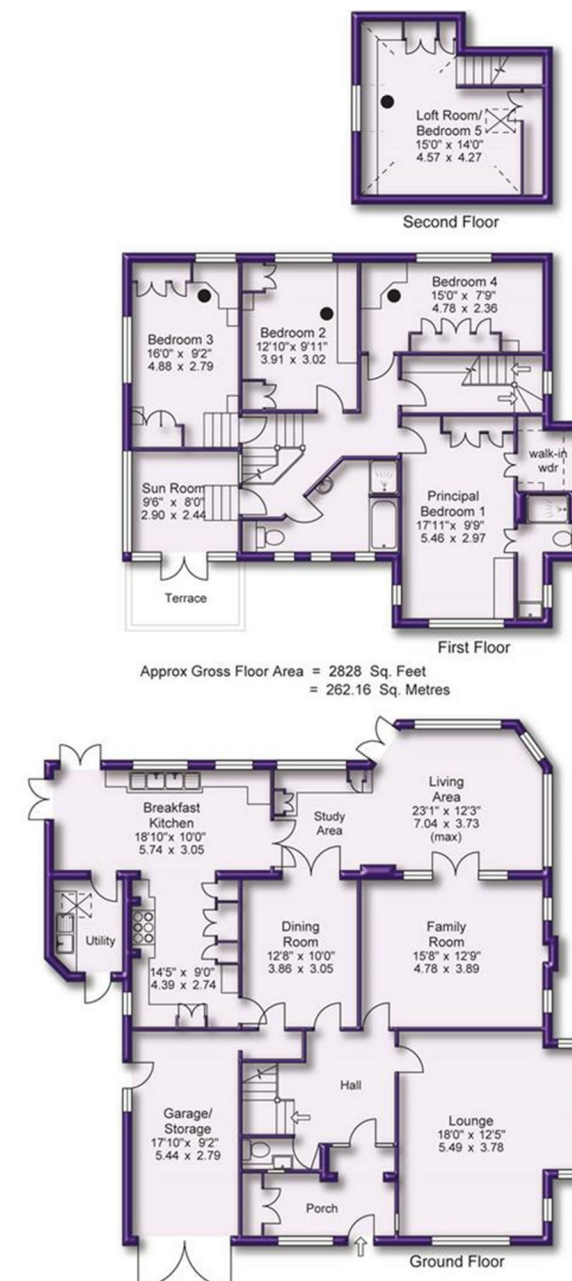 Loft Room/
Bedroom 5
15'0" x 14'0"
4.57 x 4.27
Second Floor
Bedroom 3
16'0" x 9'2"
4.88 x 2.79
Bedroom 2
12'10" x 9'11"
3.91 x 3.02
Bedroom 4
15'0" x 7'9"
4.78 x 2.36
walk-in
wdr
Sun Room
9'6" x 8'0"
2.90 x 2.44
Principal
Bedroom 1
17'11" x 9'9"
5.46 x 2.97
Terrace
First Floor
Approx Gross Floor Area = 2828 Sq. Feet
= 262.16 Sq. Metres
Breakfast
Kitchen
18'10" x 10'0"
5.74 x 3.05
Study
Area
Living
Area
23'1" x 12'3"
7.04 x 3.73
(max)
Utility
14'5" x 9'0"
4.39 x 2.74
Dining
Room
12'8" x 10'0"
3.86 x 3.05
Family
Room
15'8" x 12'9"
4.78 x 3.89
Garage/
Storage
17'10" x 9'2"
5.44 x 2.79
Hall
Lounge
18'0" x 12'5"
5.49 x 3.78
Porch
Ground Floor